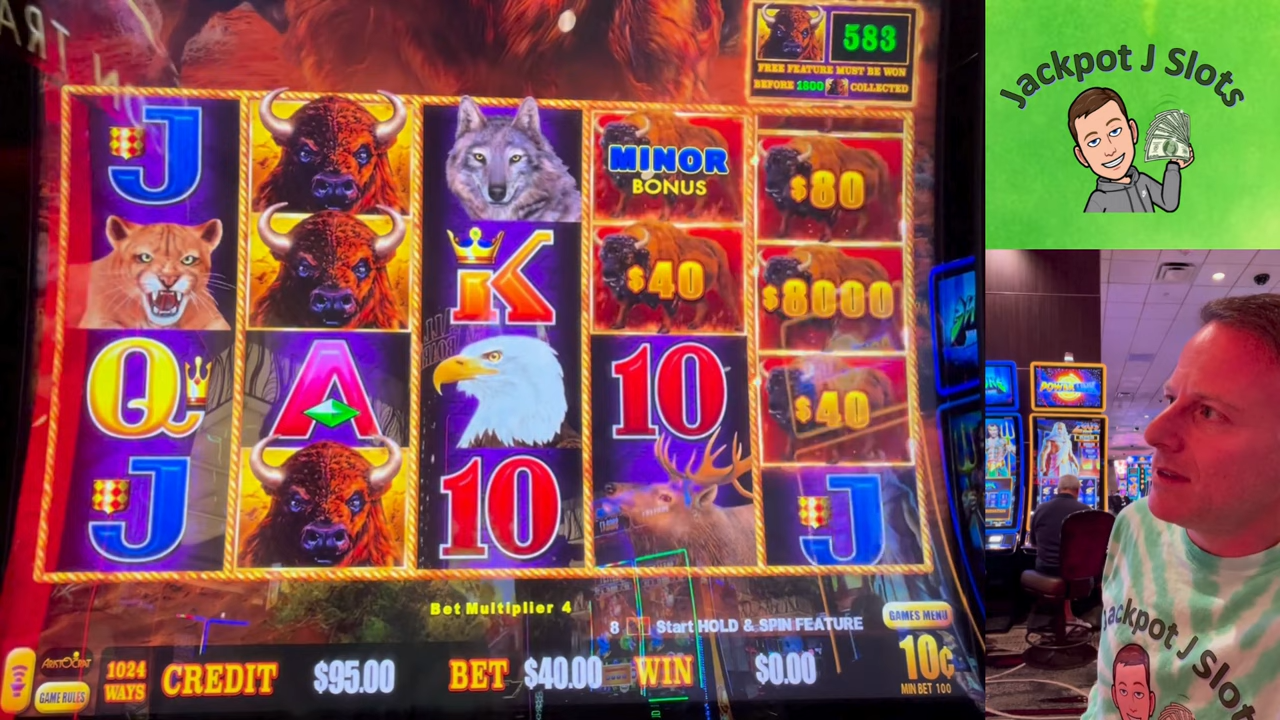 583
FREE FEATURE MUST BE WON
BEFORE 1800 COLLECTED
J
MINOR
BONUS
$80
K
$40
$8000
Q
A
10
$40
J
10
J
Bet Multiplier 4
8 Start HOLD & SPIN FEATURE
GAMES MENU
ARISTOCRAT
GAME RULES
1024
WAYS
CREDIT
$95.00
BET
$40.00
WIN
$0.00
10¢
MIN BET 100
Jackpot J Slots
POWER
Jackpot J Slots